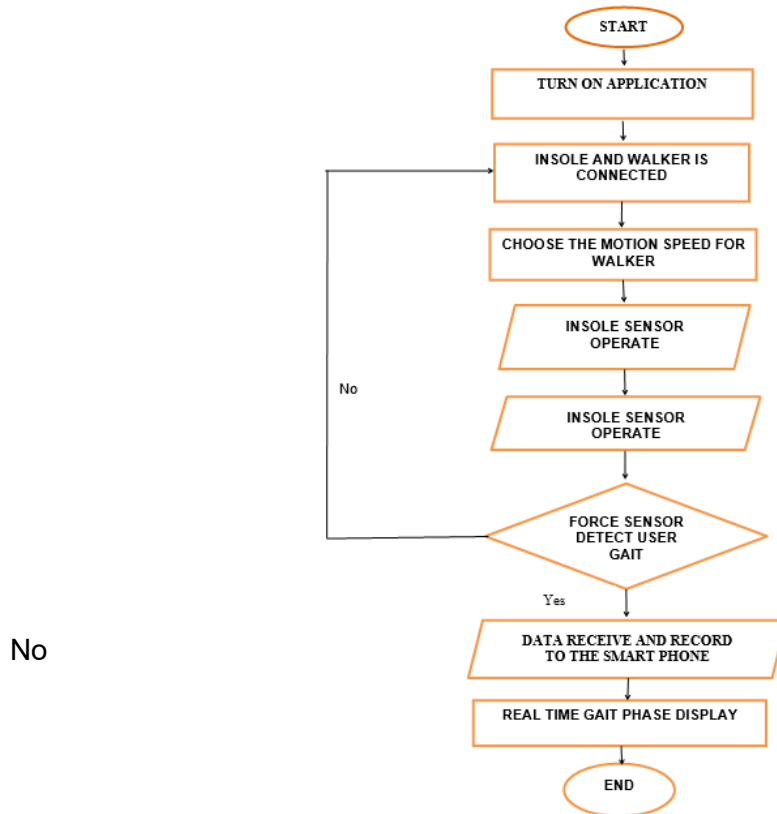 START
TURN ON APPLICATION
INSOLE AND WALKER IS
CONNECTED
CHOOSE THE MOTION SPEED FOR
WALKER
INSOLE SENSOR
OPERATE
No
INSOLE SENSOR
OPERATE
FORCE SENSOR
DETECT USER
GAIT
Yes
No
DATA RECEIVE AND RECORD
TO THE SMART PHONE
REAL TIME GAIT PHASE DISPLAY
END